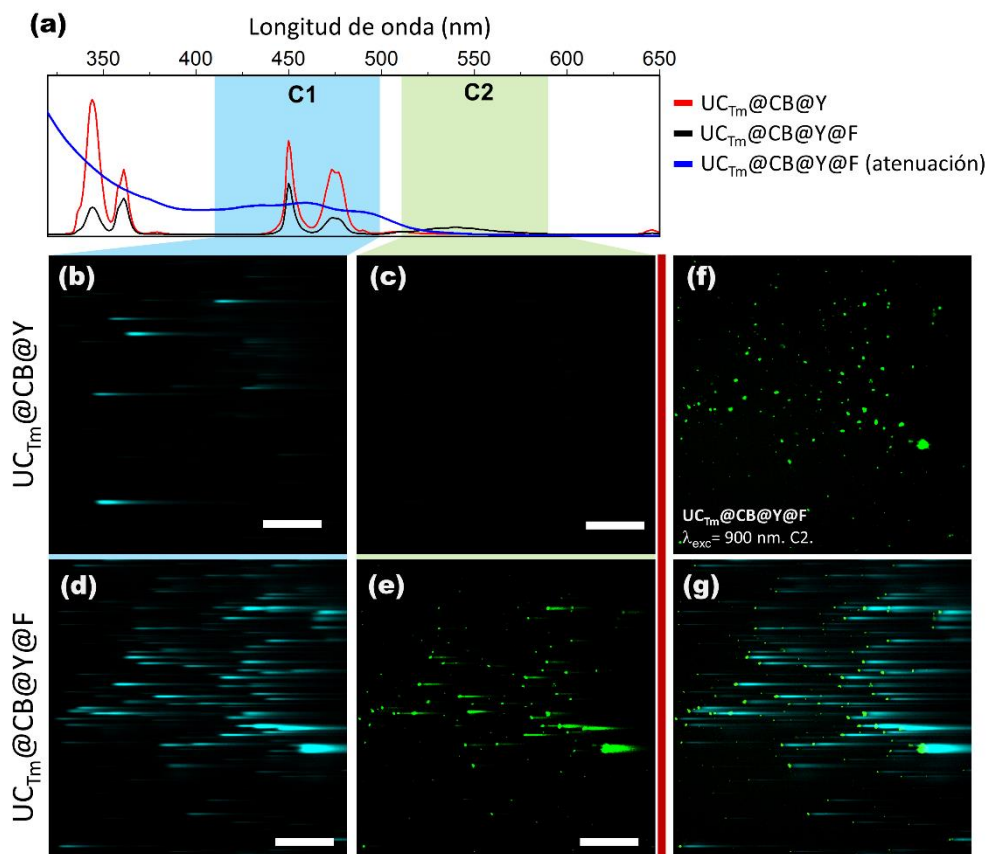 (a)
Longitud de onda (nm)
350 400 450 500 550 600 650
C1 C2
UCTm@CB@Y
UCTm@CB@Y@F
UCTm@CB@Y@F (atenuación)
(b) (c) (f)
UCTm@CB@Y
UCTm@CB@Y@F
λexc= 900 nm. C2.
(d) (e) (g)
UCTm@CB@Y@F